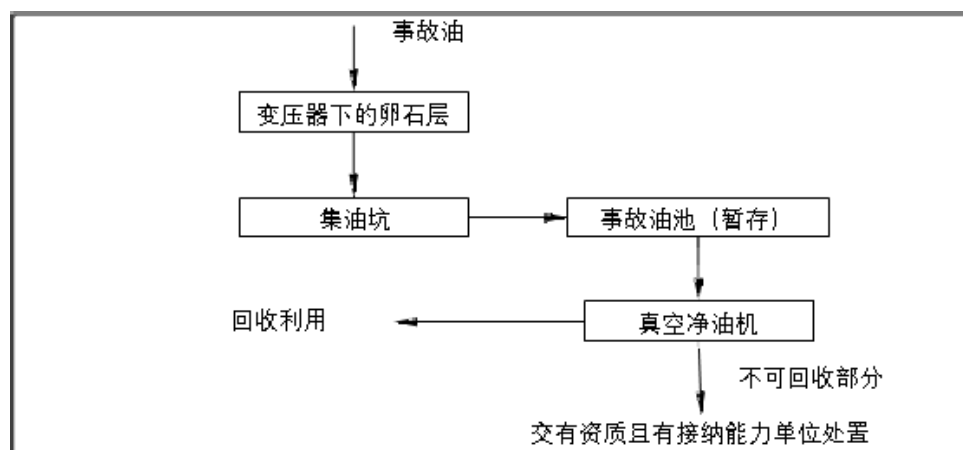 事故油
变压器下的卵石层
集油坑
事故油池（暂存）
真空净油机
回收利用
不可回收部分
交有资质且有接纳能力单位处置